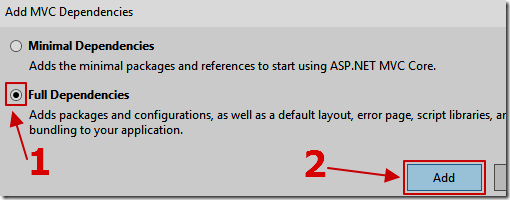 Add MVC Dependencies
Minimal Dependencies
Adds the minimal packages and references to start using ASP.NET MVC Core.
Full Dependencies
Adds packages and configurations, as well as a default layout, error page, script libraries,
bundling to your application.
1
2
Add